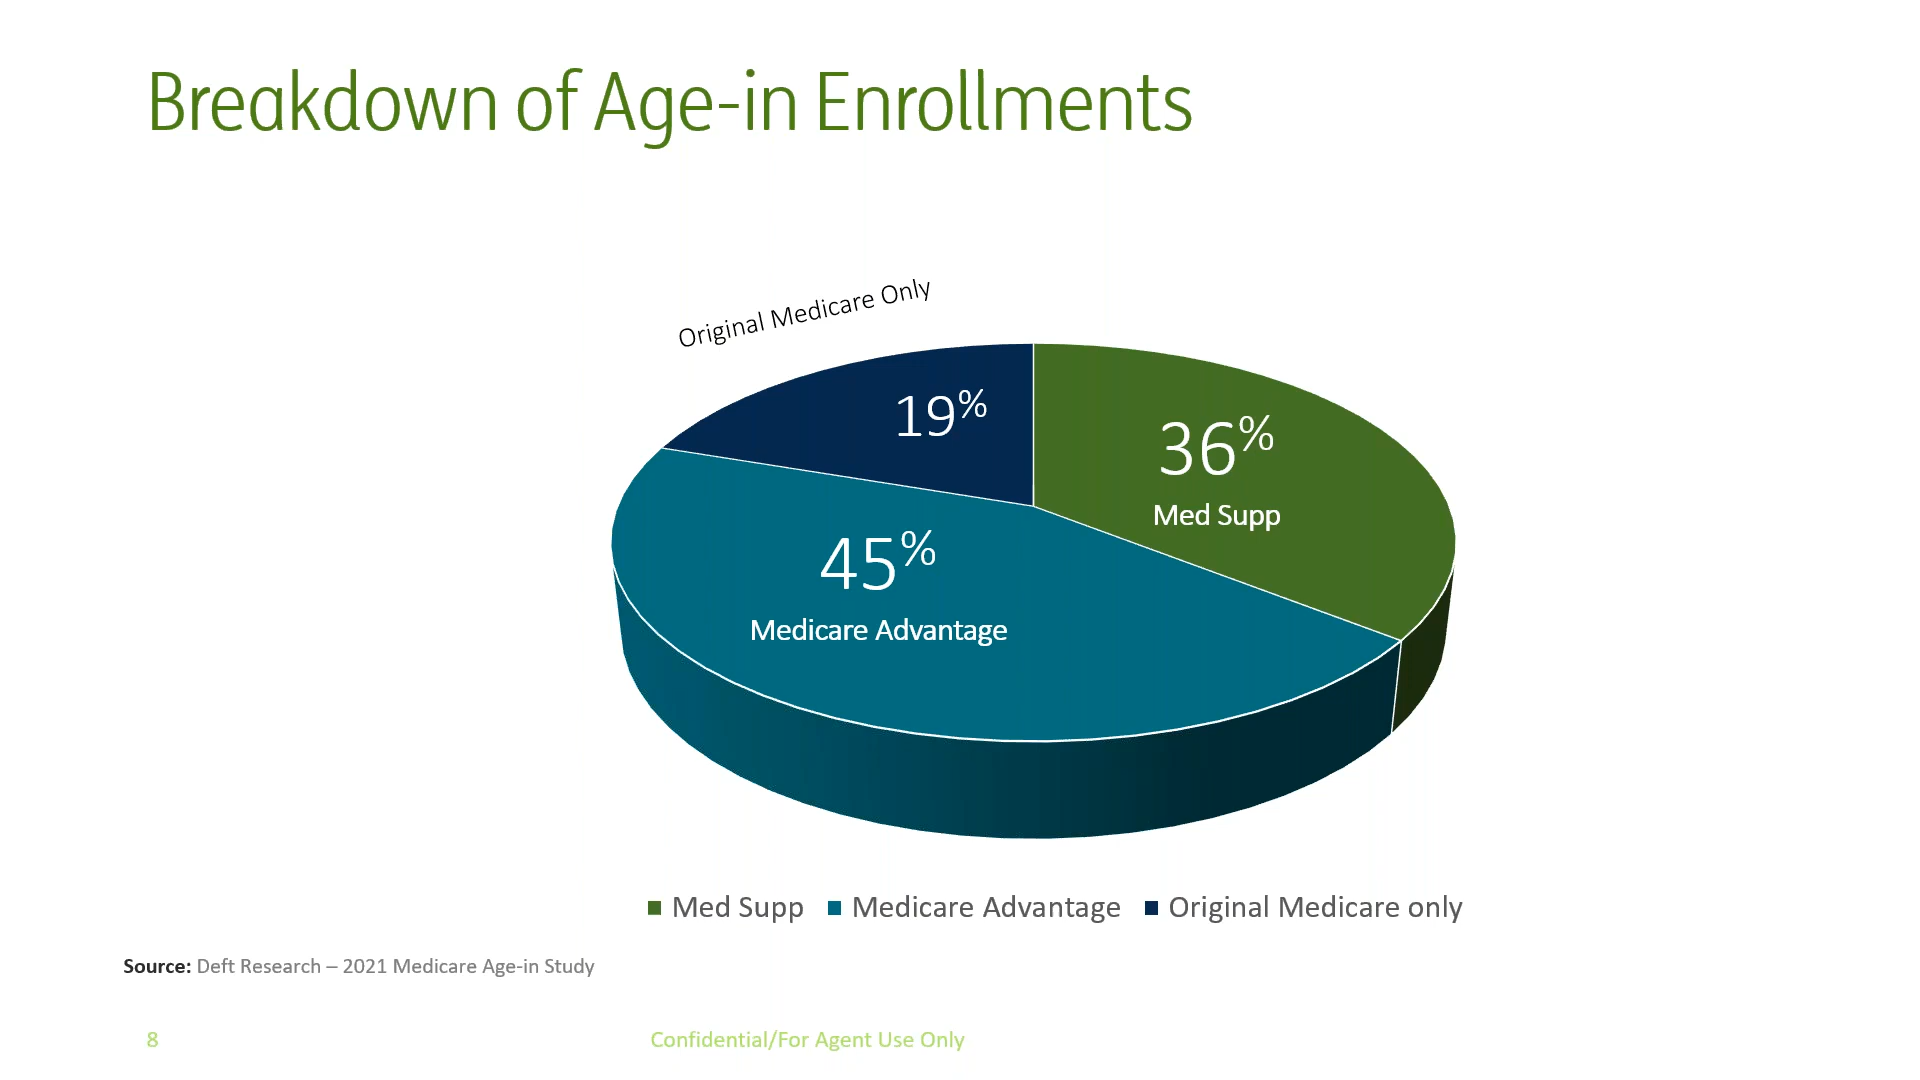 Breakdown of Age-in Enrollments
Original Medicare Only
19%
36%
Med Supp
45%
Medicare Advantage
Med Supp Medicare Advantage Original Medicare only
Source: Deft Research – 2021 Medicare Age-in Study
8 Confidential/For Agent Use Only